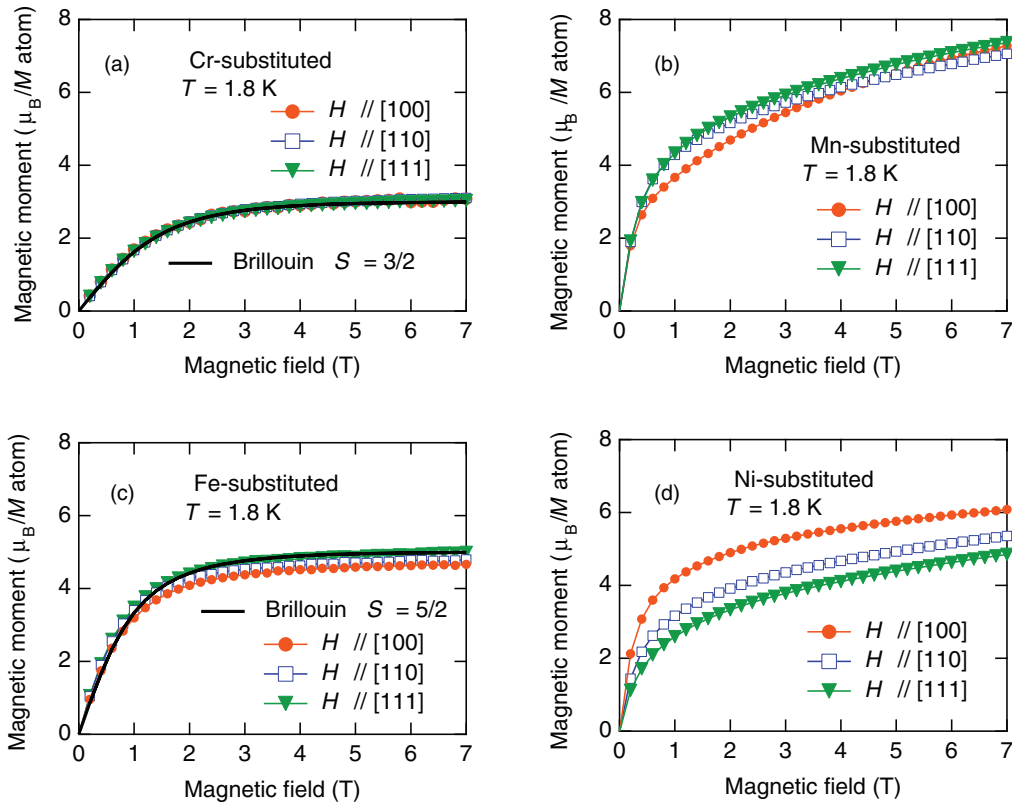 8
6
4
2
0
Magnetic moment ( μB/M atom)
(a)
Cr-substituted
T = 1.8 K
H // [100]
H // [110]
H // [111]
Brillouin S = 3/2
0 1 2 3 4 5 6 7
Magnetic field (T)
8
6
4
2
0
Magnetic moment ( μB /M atom)
(b)
Mn-substituted
T = 1.8 K
H // [100]
H // [110]
H // [111]
0 1 2 3 4 5 6 7
Magnetic field (T)
8
6
4
2
0
Magnetic moment ( μB/M atom)
(c)
Fe-substituted
T = 1.8 K
Brillouin S = 5/2
H // [100]
H // [110]
H // [111]
0 1 2 3 4 5 6 7
Magnetic field (T)
8
6
4
2
0
Magnetic moment ( μB/M atom)
(d)
Ni-substituted
T = 1.8 K
H // [100]
H // [110]
H // [111]
0 1 2 3 4 5 6 7
Magnetic field (T)